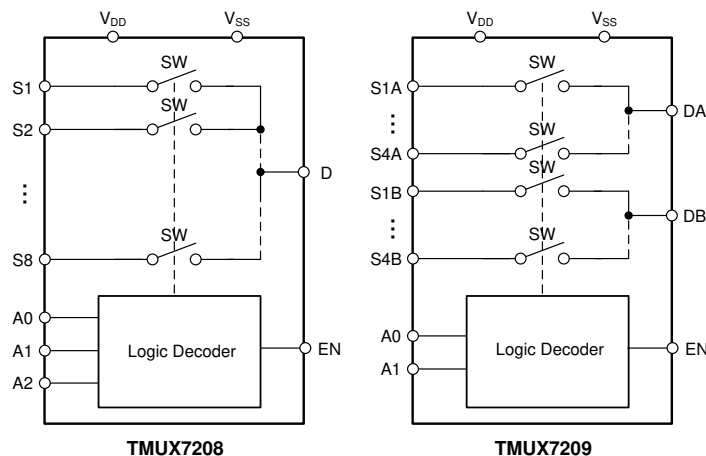 VDD
VSS
S1
SW
S2
SW
...
D
S8
SW
A0
A1
A2
Logic Decoder
EN
TMUX7208
VDD
VSS
S1A
SW
...
DA
S4A
SW
S1B
SW
...
DB
S4B
SW
A0
A1
Logic Decoder
EN
TMUX7209